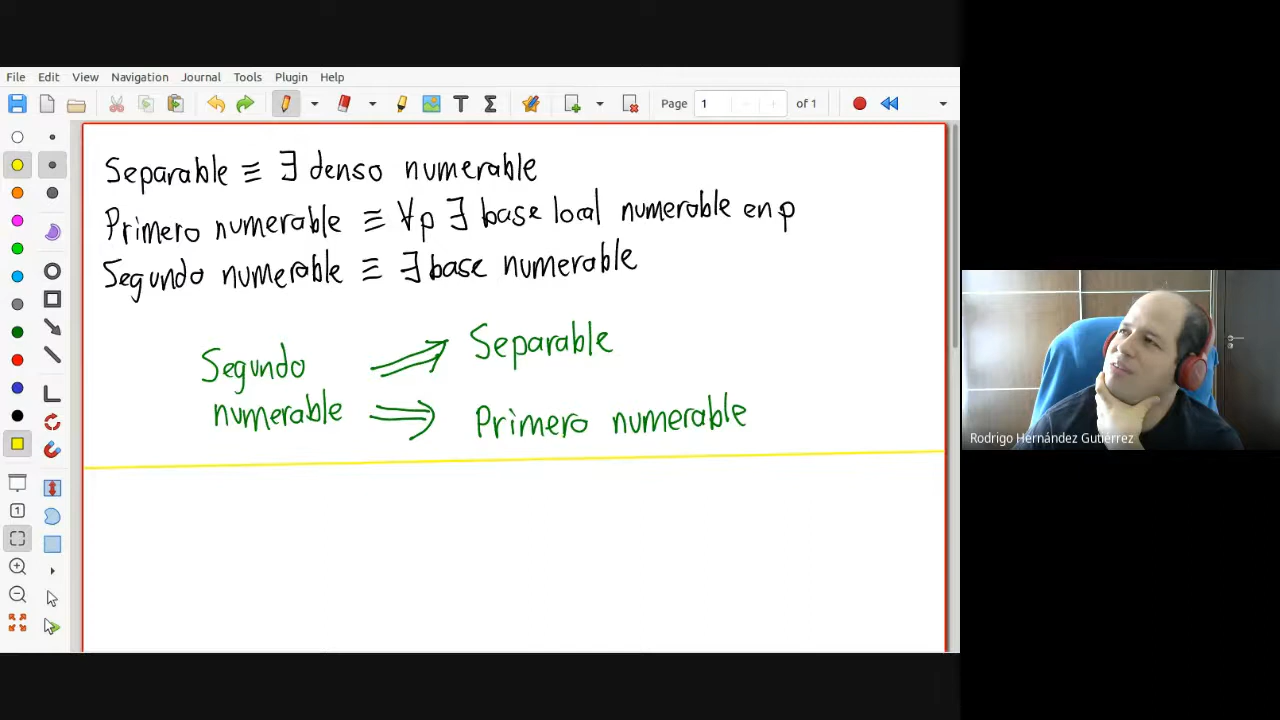 File Edit View Navigation Journal Tools Plugin Help
T Σ Page 1 of 1
Separable ≡ ∃ denso numerable
Primero numerable ≡ ∀p ∃ base local numerable en p
Segundo numerable ≡ ∃ base numerable
Segundo ⇒ Separable
numerable ⇒ Primero numerable
Rodrigo Hernández Gutiérrez
1